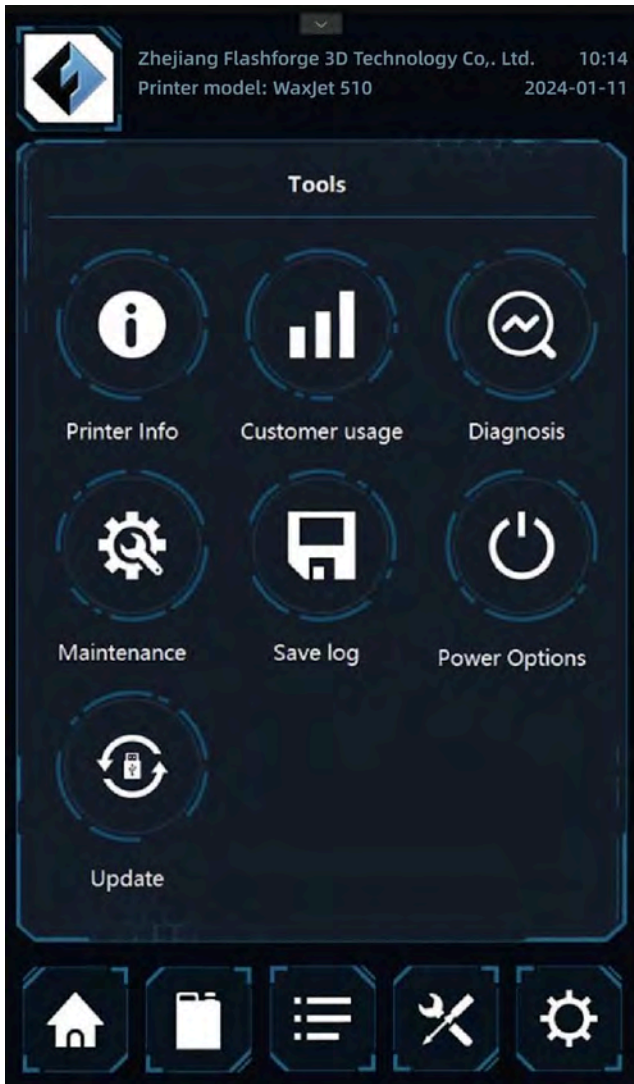 Zhejiang Flashforge 3D Technology Co,. Ltd. 10:14
Printer model: WaxJet 510 2024-01-11
Tools
Printer Info Customer usage Diagnosis
Maintenance Save log Power Options
Update